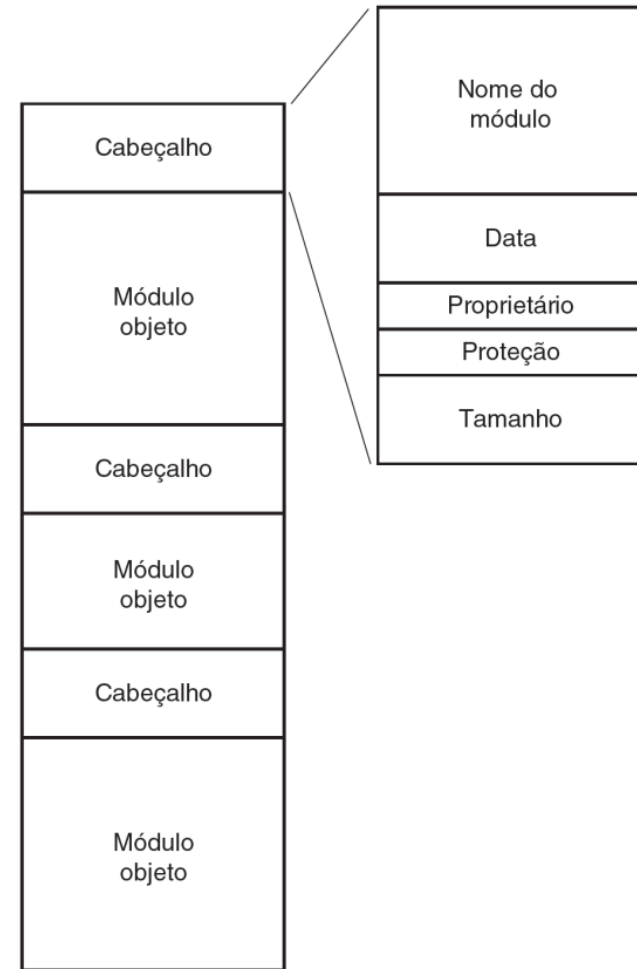 Cabeçalho
Módulo
objeto
Cabeçalho
Módulo
objeto
Cabeçalho
Módulo
objeto
Nome do
módulo
Data
Proprietário
Proteção
Tamanho